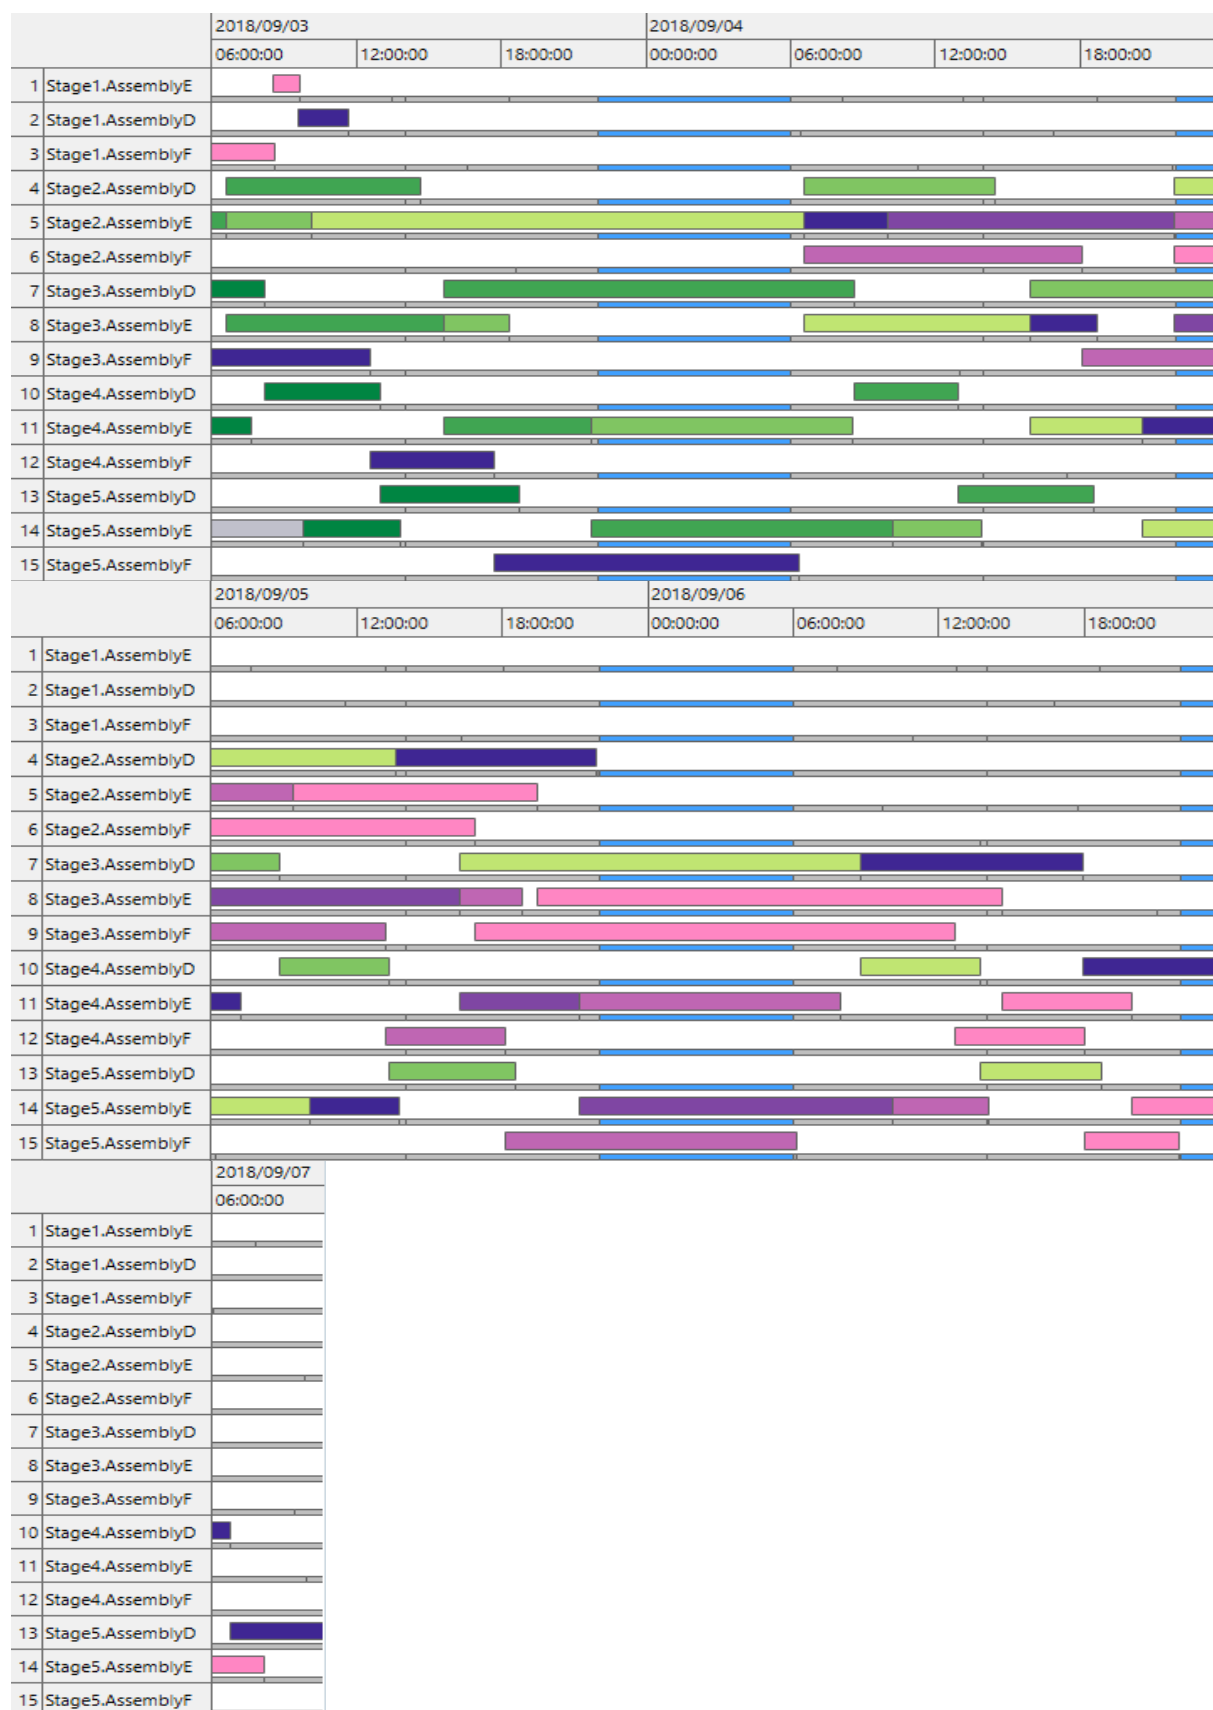 2018/09/03 2018/09/04
06:00:00 12:00:00 18:00:00 00:00:00 06:00:00 12:00:00 18:00:00
1 Stage1.AssemblyE
2 Stage1.AssemblyD
3 Stage1.AssemblyF
4 Stage2.AssemblyD
5 Stage2.AssemblyE
6 Stage2.AssemblyF
7 Stage3.AssemblyD
8 Stage3.AssemblyE
9 Stage3.AssemblyF
10 Stage4.AssemblyD
11 Stage4.AssemblyE
12 Stage4.AssemblyF
13 Stage5.AssemblyD
14 Stage5.AssemblyE
15 Stage5.AssemblyF
2018/09/05 2018/09/06
06:00:00 12:00:00 18:00:00 00:00:00 06:00:00 12:00:00 18:00:00
1 Stage1.AssemblyE
2 Stage1.AssemblyD
3 Stage1.AssemblyF
4 Stage2.AssemblyD
5 Stage2.AssemblyE
6 Stage2.AssemblyF
7 Stage3.AssemblyD
8 Stage3.AssemblyE
9 Stage3.AssemblyF
10 Stage4.AssemblyD
11 Stage4.AssemblyE
12 Stage4.AssemblyF
13 Stage5.AssemblyD
14 Stage5.AssemblyE
15 Stage5.AssemblyF
2018/09/07
06:00:00
1 Stage1.AssemblyE
2 Stage1.AssemblyD
3 Stage1.AssemblyF
4 Stage2.AssemblyD
5 Stage2.AssemblyE
6 Stage2.AssemblyF
7 Stage3.AssemblyD
8 Stage3.AssemblyE
9 Stage3.AssemblyF
10 Stage4.AssemblyD
11 Stage4.AssemblyE
12 Stage4.AssemblyF
13 Stage5.AssemblyD
14 Stage5.AssemblyE
15 Stage5.AssemblyF